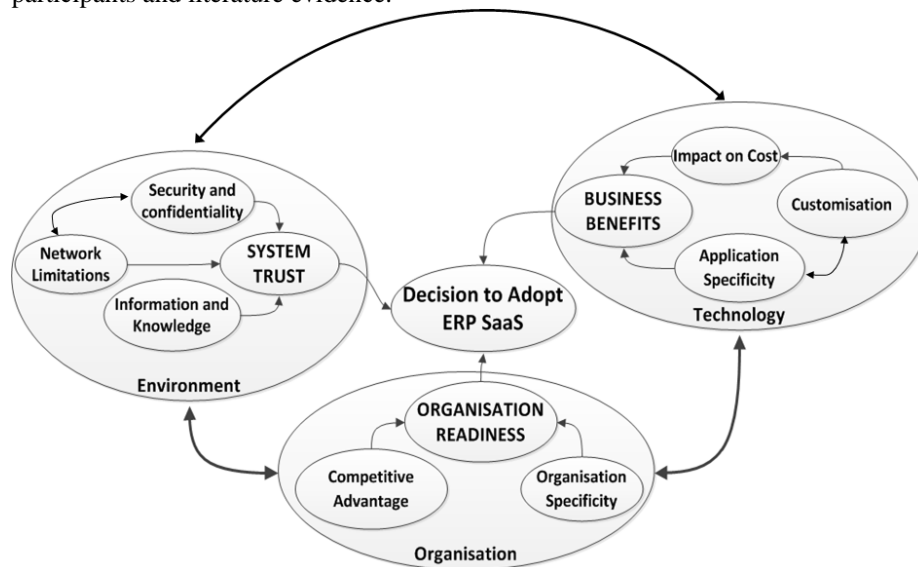 participants and literature evidence.
Security and
confidentiality
Network
Limitations
SYSTEM
TRUST
Information and
Knowledge
Environment
Impact on Cost
BUSINESS
BENEFITS
Customisation
Application
Specificity
Technology
Decision to Adopt
ERP SaaS
ORGANISATION
READINESS
Competitive
Advantage
Organisation
Specificity
Organisation